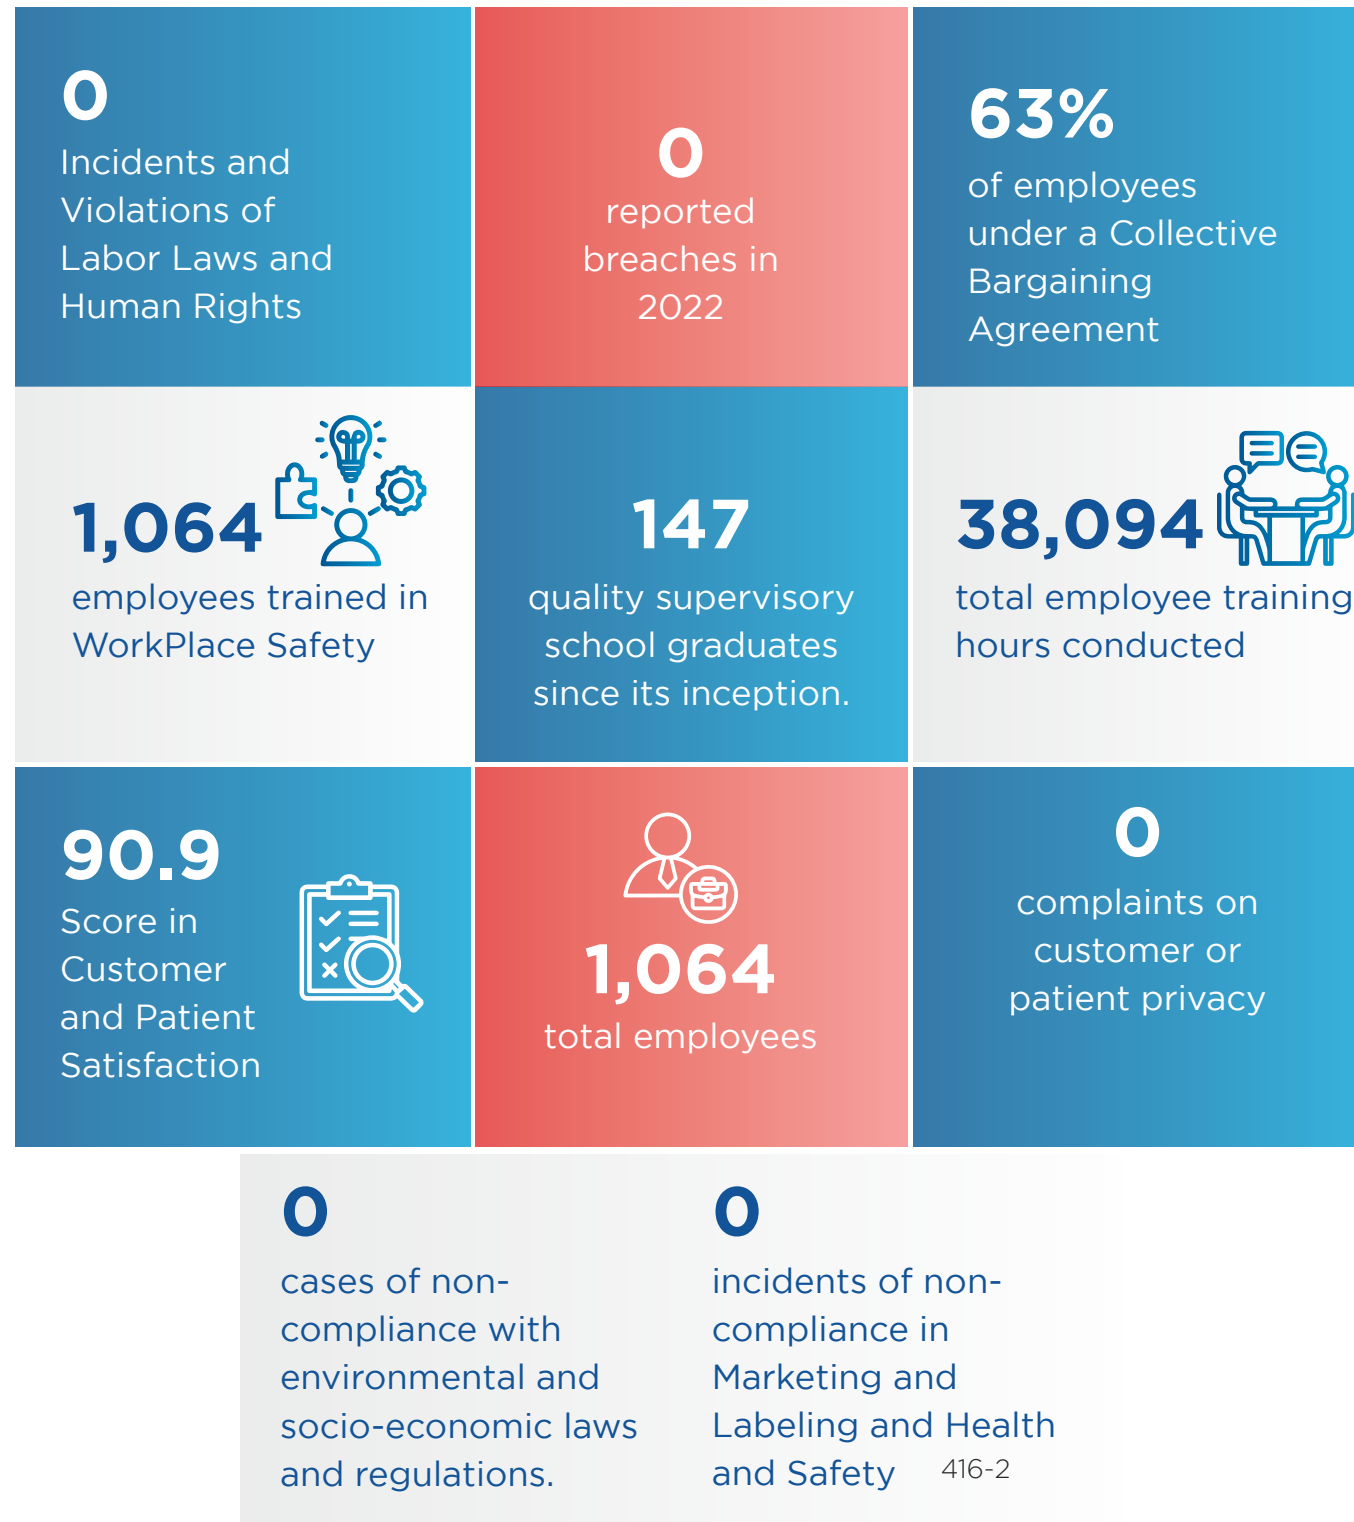 0
Incidents and
Violations of
Labor Laws and
Human Rights
0
reported
breaches in
2022
63%
of employees
under a Collective
Bargaining
Agreement
1,064
employees trained in
WorkPlace Safety
147
quality supervisory
school graduates
since its inception.
38,094
total employee training
hours conducted
90.9
Score in
Customer
and Patient
Satisfaction
1,064
total employees
0
complaints on
customer or
patient privacy
0
cases of non-
compliance with
environmental and
socio-economic laws
and regulations.
0
incidents of non-
compliance in
Marketing and
Labeling and Health
and Safety 416-2